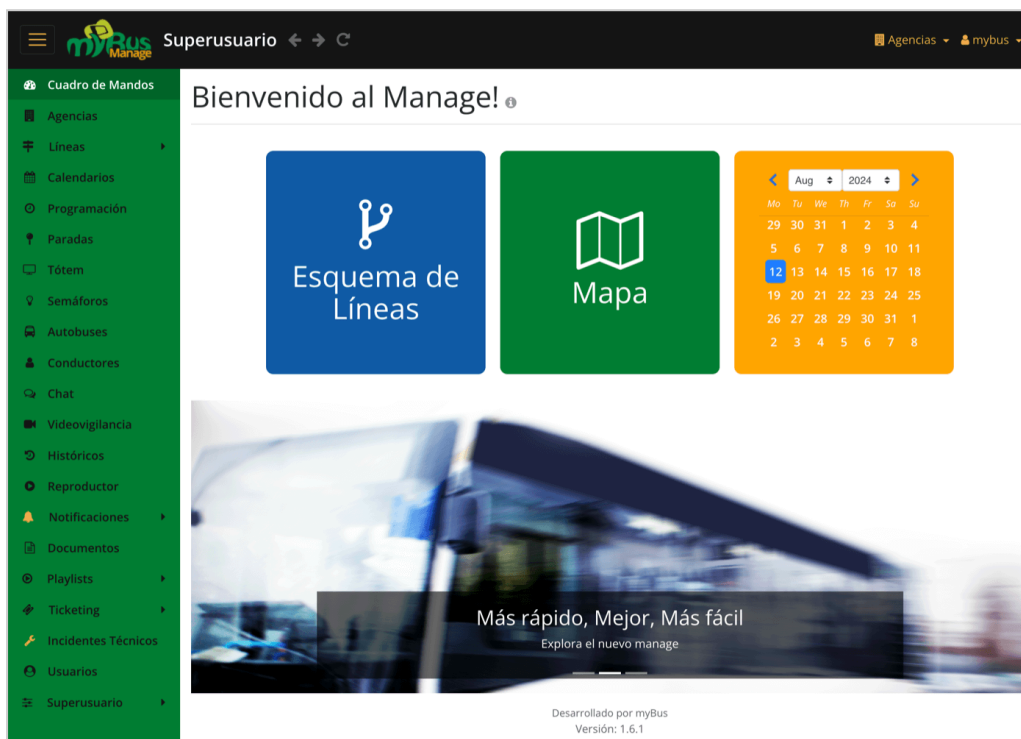 myBus
Manage
Superusuario
Agencias
mybus
Cuadro de Mandos
Agencias
Líneas
Calendarios
Programación
Paradas
Tótem
Semáforos
Autobuses
Conductores
Chat
Videovigilancia
Históricos
Reproductor
Notificaciones
Documentos
Playlists
Ticketing
Incidentes Técnicos
Usuarios
Superusuario
Bienvenido al Manage!
Esquema de
Líneas
Mapa
Aug 2024
Mo Tu We Th Fr Sa Su
29 30 31 1 2 3 4
5 6 7 8 9 10 11
12 13 14 15 16 17 18
19 20 21 22 23 24 25
26 27 28 29 30 31 1
2 3 4 5 6 7 8
Más rápido, Mejor, Más fácil
Explora el nuevo manage
Desarrollado por myBus
Versión: 1.6.1